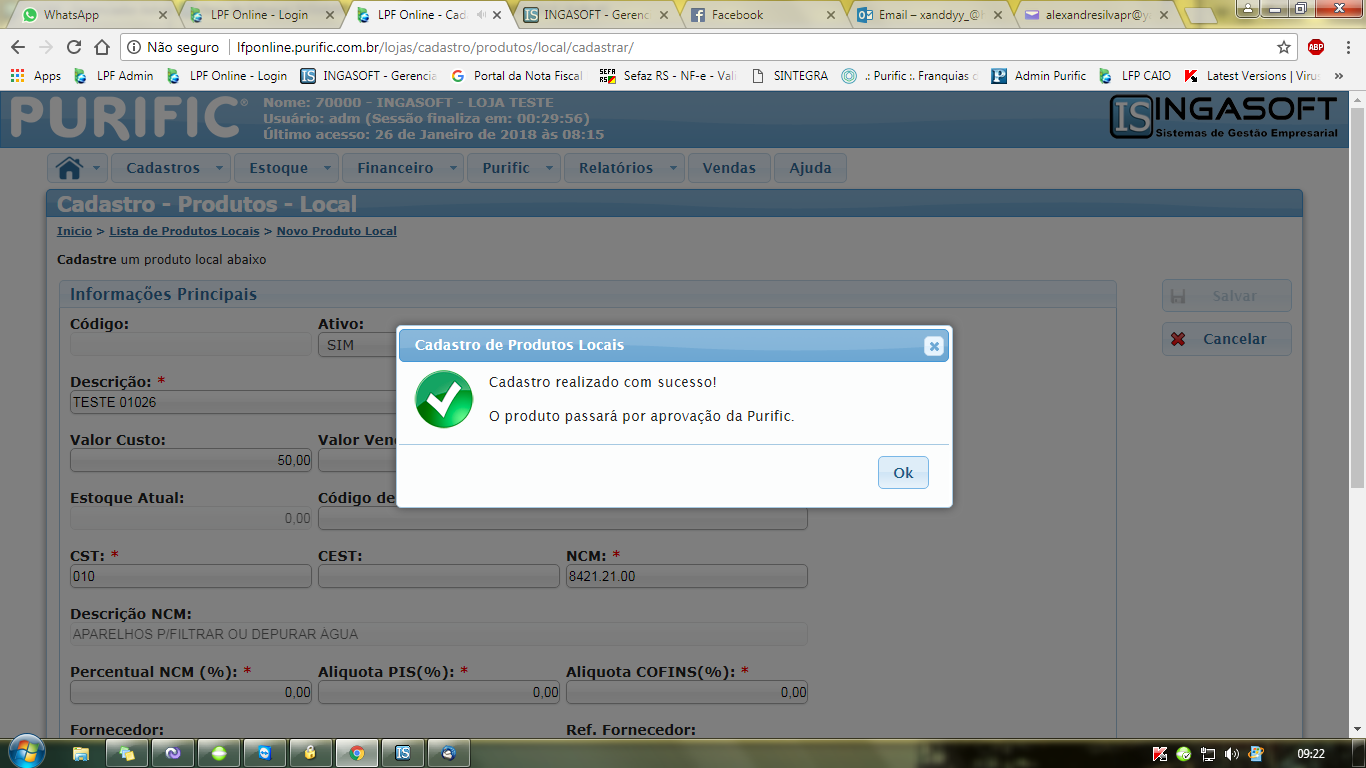 WhatsApp
LPF Online - Login
LPF Online - Cada
INGASOFT - Gerenc
Facebook
Email – xanddyy_@h
alexandresilvapr@y
Não seguro
lfponline.purific.com.br/lojas/cadastro/produtos/local/cadastrar/
ABP
Apps
LPF Admin
LPF Online - Login
INGASOFT - Gerencia
Portal da Nota Fiscal
Sefaz RS - NF-e - Vali
SINTEGRA
.: Purific :. Franquias c
Admin Purific
LFP CAIO
Latest Versions | Viru
»
PURIFIC®
Nome: 70000 - INGASOFT - LOJA TESTE
Usuário: adm (Sessão finaliza em: 00:29:56)
Último acesso: 26 de Janeiro de 2018 às 08:15
IS INGASOFT
Sistemas de Gestão Empresarial
Cadastros
Estoque
Financeiro
Purific
Relatórios
Vendas
Ajuda
Cadastro - Produtos - Local
Inicio > Lista de Produtos Locais > Novo Produto Local
Cadastre um produto local abaixo
Informações Principais
Salvar
Cancelar
Código:
Ativo:
SIM
Descrição: *
TESTE 01026
Cadastro de Produtos Locais
Cadastro realizado com sucesso!
O produto passará por aprovação da Purific.
Ok
Valor Custo:
Valor Ven
50,00
Estoque Atual:
Código de
0,00
CST: *
CEST:
NCM: *
010
8421.21.00
Descrição NCM:
APARELHOS P/FILTRAR OU DEPURAR ÀGUA
Percentual NCM (%): *
Aliquota PIS(%): *
Aliquota COFINS(%): *
0,00
0,00
0,00
Fornecedor:
Ref. Fornecedor:
09:22